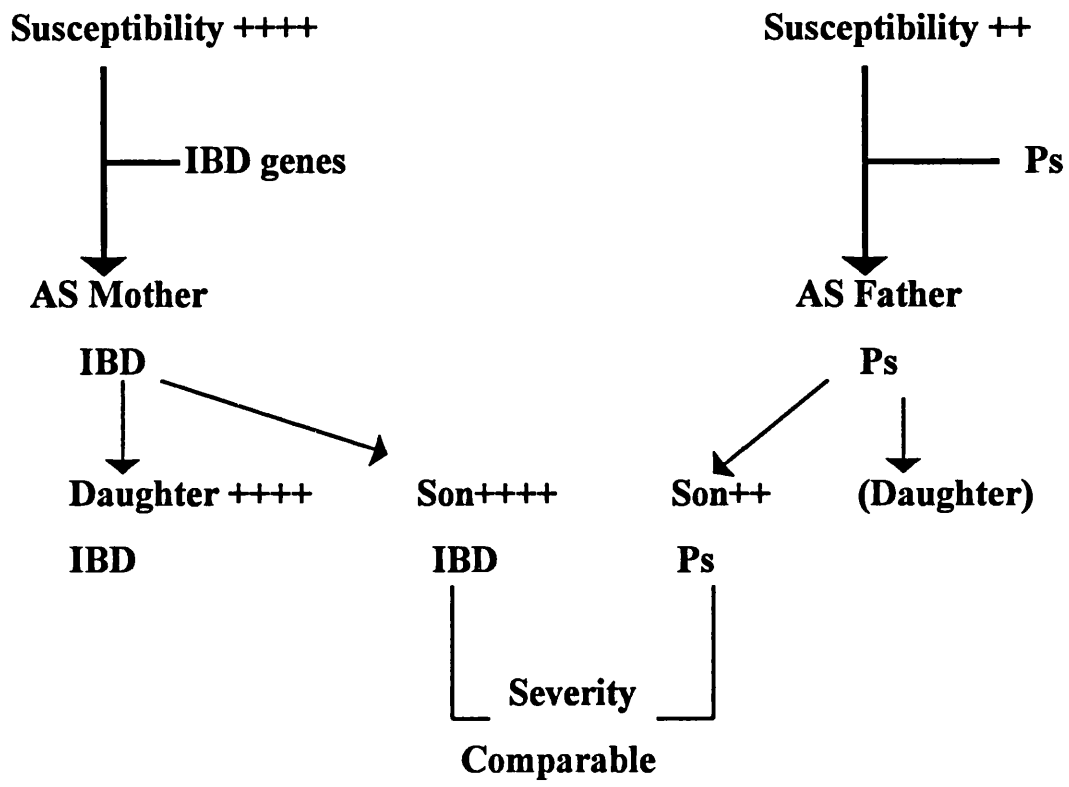 Susceptibility ++++
Susceptibility ++
IBD genes
Ps
AS Mother
AS Father
IBD
Ps
Daughter ++++
Son++++
Son++
(Daughter)
IBD
IBD
Ps
Severity
Comparable